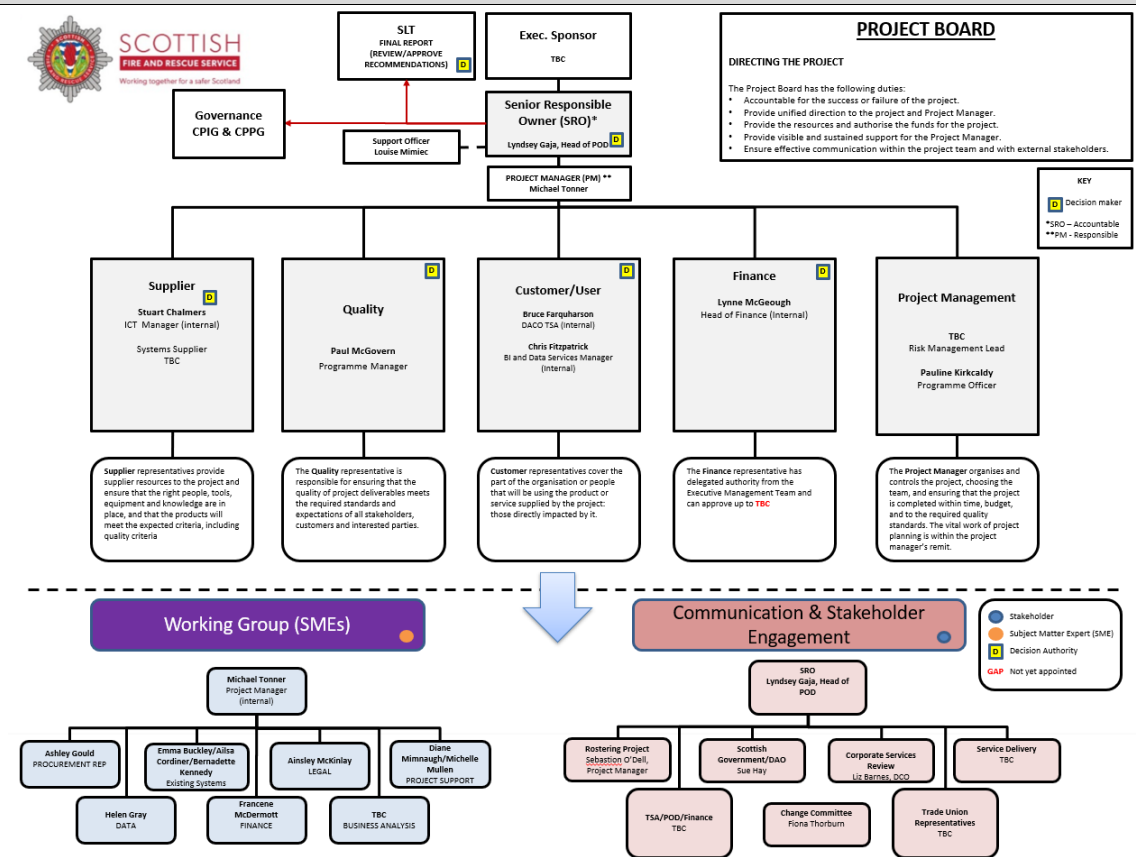 SCOTTISH
FIRE AND RESCUE SERVICE
Working together for a safer Scotland
SLT
FINAL REPORT
(REVIEW/APPROVE
RECOMMENDATIONS)
D
Exec. Sponsor
TBC
Governance
CPIG & CPPG
Senior Responsible
Owner (SRO)*
Lyndsey Gaja, Head of POD
D
Support Officer
Louise Mimiec
PROJECT MANAGER (PM) **
Michael Tonner
PROJECT BOARD
DIRECTING THE PROJECT
The Project Board has the following duties:
• Accountable for the success or failure of the project.
• Provide unified direction to the project and Project Manager.
• Provide the resources and authorise the funds for the project.
• Provide visible and sustained support for the Project Manager.
• Ensure effective communication within the project team and with external stakeholders.
KEY
D Decision maker
*SRO – Accountable
**PM - Responsible
Supplier
D
Stuart Chalmers
ICT Manager (internal)
Systems Supplier
TBC
D
Quality
Paul McGovern
Programme Manager
D
Customer/User
Bruce Farquharson
DACO TSA (Internal)
Chris Fitzpatrick
BI and Data Services Manager
(Internal)
D
Finance
Lynne McGeough
Head of Finance (Internal)
Project Management
TBC
Risk Management Lead
Pauline Kirkcaldy
Programme Officer
Supplier representatives provide
supplier resources to the project and
ensure that the right people, tools,
equipment and knowledge are in
place, and that the products will
meet the expected criteria, including
quality criteria
The Quality representative is
responsible for ensuring that the
quality of project deliverables meets
the required standards and
expectations of all stakeholders,
customers and interested parties.
Customer representatives cover the
part of the organisation or people
that will be using the product or
service supplied by the project:
those directly impacted by it.
The Finance representative has
delegated authority from the
Executive Management Team and
can approve up to TBC
The Project Manager organises and
controls the project, choosing the
team, and ensuring that the project
is completed within time, budget,
and to the required quality
standards. The vital work of project
planning is within the project
manager's remit.
Working Group (SMEs)
Communication & Stakeholder
Engagement
Stakeholder
Subject Matter Expert (SME)
D Decision Authority
GAP Not yet appointed
Michael Tonner
Project Manager
(internal)
Ashley Gould
PROCUREMENT REP
Emma Buckley/Ailsa
Cordiner/Bernadette
Kennedy
Existing Systems
Ainsley McKinlay
LEGAL
Diane
Mimnaugh/Michelle
Mullen
PROJECT SUPPORT
Helen Gray
DATA
Francene
McDermott
FINANCE
TBC
BUSINESS ANALYSIS
SRO
Lyndsey Gaja, Head of
POD
Rostering Project
Sebastion O'Dell,
Project Manager
Scottish
Government/DAO
Sue Hay
Corporate Services
Review
Liz Barnes, DCO
Service Delivery
TBC
TSA/POD/Finance
TBC
Change Committee
Fiona Thorburn
Trade Union
Representatives
TBC